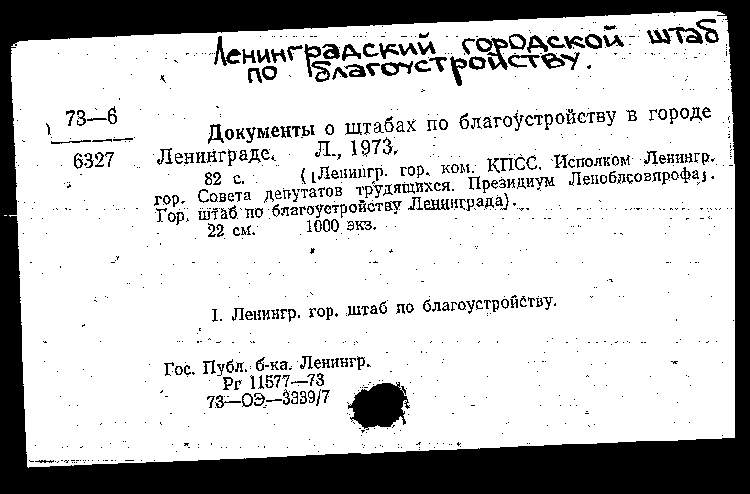 Ленинградский городской штаб
по благоустройству.
73—6
6327
Документы о штабах по благоустройству в городе
Ленинграде. Л., 1973.
82 с. (Ленингр. гор. ком. КПСС. Исполком Ленингр.
гор. Совета депутатов трудящихся. Президиум Леноблсовпрофа.
Гор. штаб по благоустройству Ленинграда).
22 см. 1000 экз.
I. Ленингр. гор. штаб по благоустройству.
Гос. Публ. б-ка. Ленингр.
Рг 11577—73
73—ОЭ—3339/7